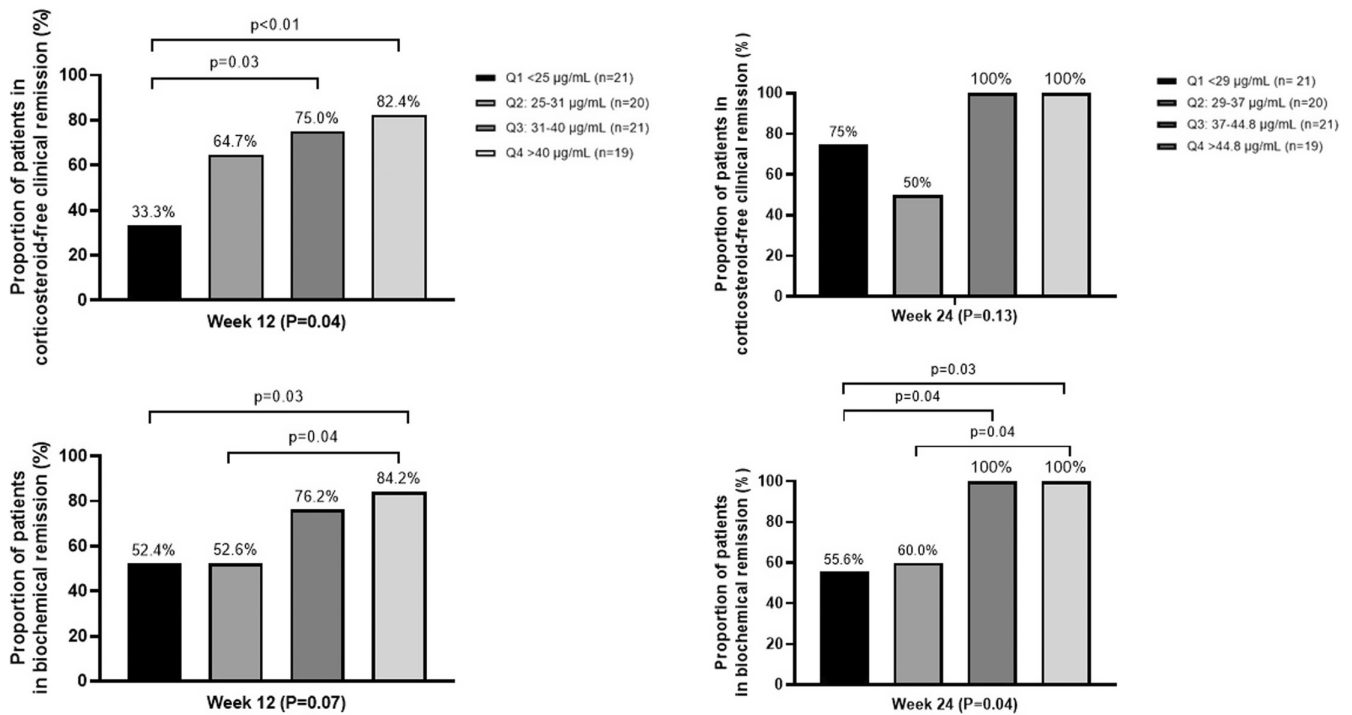 Proportion of patients in
corticosteroid-free clinical remission (%)
100
80
60
40
20
0
p<0.01
p=0.03
33.3%
64.7%
75.0%
82.4%
Week 12 (P=0.04)
Q1 <25 µg/mL (n=21)
Q2: 25-31 µg/mL (n=20)
Q3: 31-40 µg/mL (n=21)
Q4 >40 µg/mL (n=19)
Proportion of patients in
corticosteroid-free clinical remission (%)
100
80
60
40
20
0
75%
50%
100%
100%
Week 24 (P=0.13)
Q1 <29 µg/mL (n= 21)
Q2: 29-37 µg/mL (n=20)
Q3: 37-44.8 µg/mL (n=21)
Q4 >44.8 µg/mL (n=19)
Proportion of patients
in biochemical remission (%)
100
80
60
40
20
0
p=0.03
p=0.04
52.4%
52.6%
76.2%
84.2%
Week 12 (P=0.07)
Proportion of patients
in biochemical remission (%)
100
80
60
40
20
0
p=0.03
p=0.04
p=0.04
55.6%
60.0%
100%
100%
Week 24 (P=0.04)